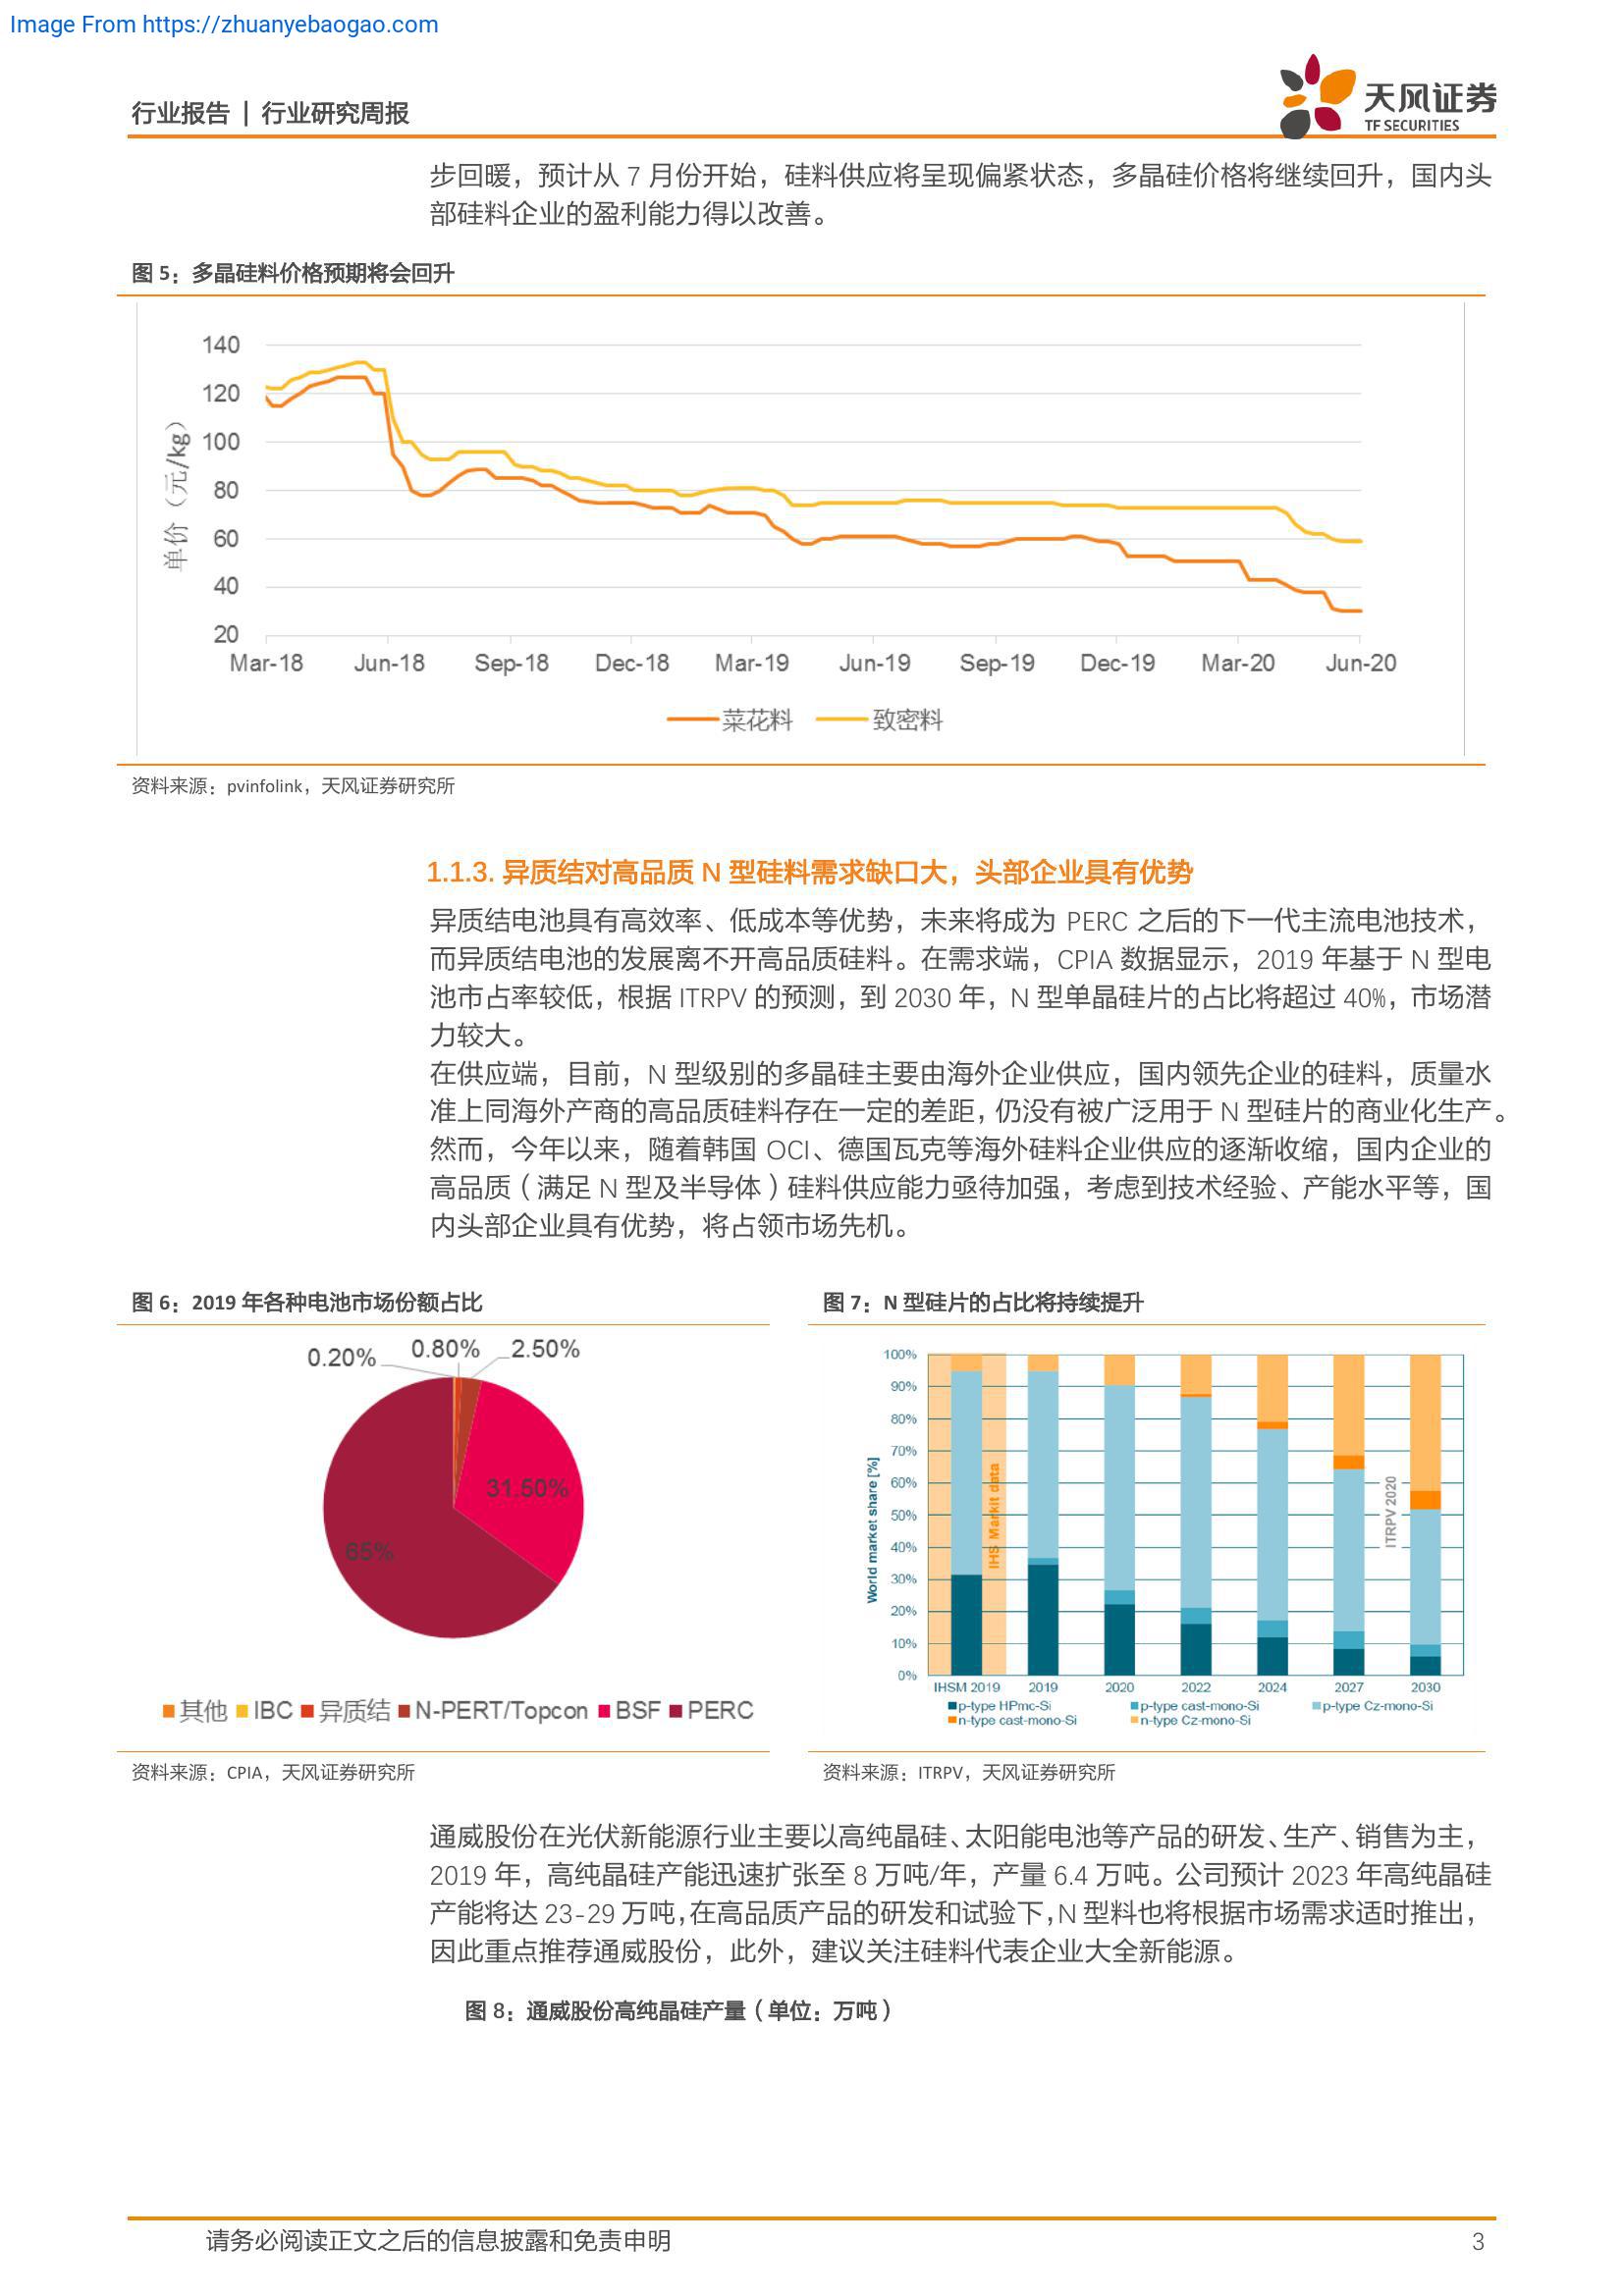 Image From https://zhuanyebaogao.com
行业报告 | 行业研究周报
天风证券
TF SECURITIES
步回暖，预计从 7 月份开始，硅料供应将呈现偏紧状态，多晶硅价格将继续回升，国内头
部硅料企业的盈利能力得以改善。
图 5：多晶硅料价格预期将会回升
140
120
100
80
60
40
20
单价（元/kg）
Mar-18 Jun-18 Sep-18 Dec-18 Mar-19 Jun-19 Sep-19 Dec-19 Mar-20 Jun-20
菜花料 致密料
资料来源：pvinfolink，天风证券研究所
1.1.3. 异质结对高品质 N 型硅料需求缺口大，头部企业具有优势
异质结电池具有高效率、低成本等优势，未来将成为 PERC 之后的下一代主流电池技术，
而异质结电池的发展离不开高品质硅料。在需求端，CPIA 数据显示，2019 年基于 N 型电
池市占率较低，根据 ITRPV 的预测，到 2030 年，N 型单晶硅片的占比将超过 40%，市场潜
力较大。
在供应端，目前，N 型级别的多晶硅主要由海外企业供应，国内领先企业的硅料，质量水
准上同海外产商的高品质硅料存在一定的差距，仍没有被广泛用于 N 型硅片的商业化生产。
然而，今年以来，随着韩国 OCI、德国瓦克等海外硅料企业供应的逐渐收缩，国内企业的
高品质（满足 N 型及半导体）硅料供应能力亟待加强，考虑到技术经验、产能水平等，国
内头部企业具有优势，将占领市场先机。
图 6：2019 年各种电池市场份额占比
0.20% 0.80% 2.50%
31.50%
65%
其他 IBC 异质结 N-PERT/Topcon BSF PERC
资料来源：CPIA，天风证券研究所
图 7：N 型硅片的占比将持续提升
100%
90%
80%
70%
60%
50%
40%
30%
20%
10%
0%
World market share [%]
IHS Markit data
ITRPV 2020
IHSM 2019 2019 2020 2022 2024 2027 2030
p-type HPmc-Si p-type cast-mono-Si p-type Cz-mono-Si
n-type cast-mono-Si n-type Cz-mono-Si
资料来源：ITRPV，天风证券研究所
通威股份在光伏新能源行业主要以高纯晶硅、太阳能电池等产品的研发、生产、销售为主，
2019 年，高纯晶硅产能迅速扩张至 8 万吨/年，产量 6.4 万吨。公司预计 2023 年高纯晶硅
产能将达 23-29 万吨，在高品质产品的研发和试验下，N 型料也将根据市场需求适时推出，
因此重点推荐通威股份，此外，建议关注硅料代表企业大全新能源。
图 8：通威股份高纯晶硅产量（单位：万吨）
请务必阅读正文之后的信息披露和免责申明
3